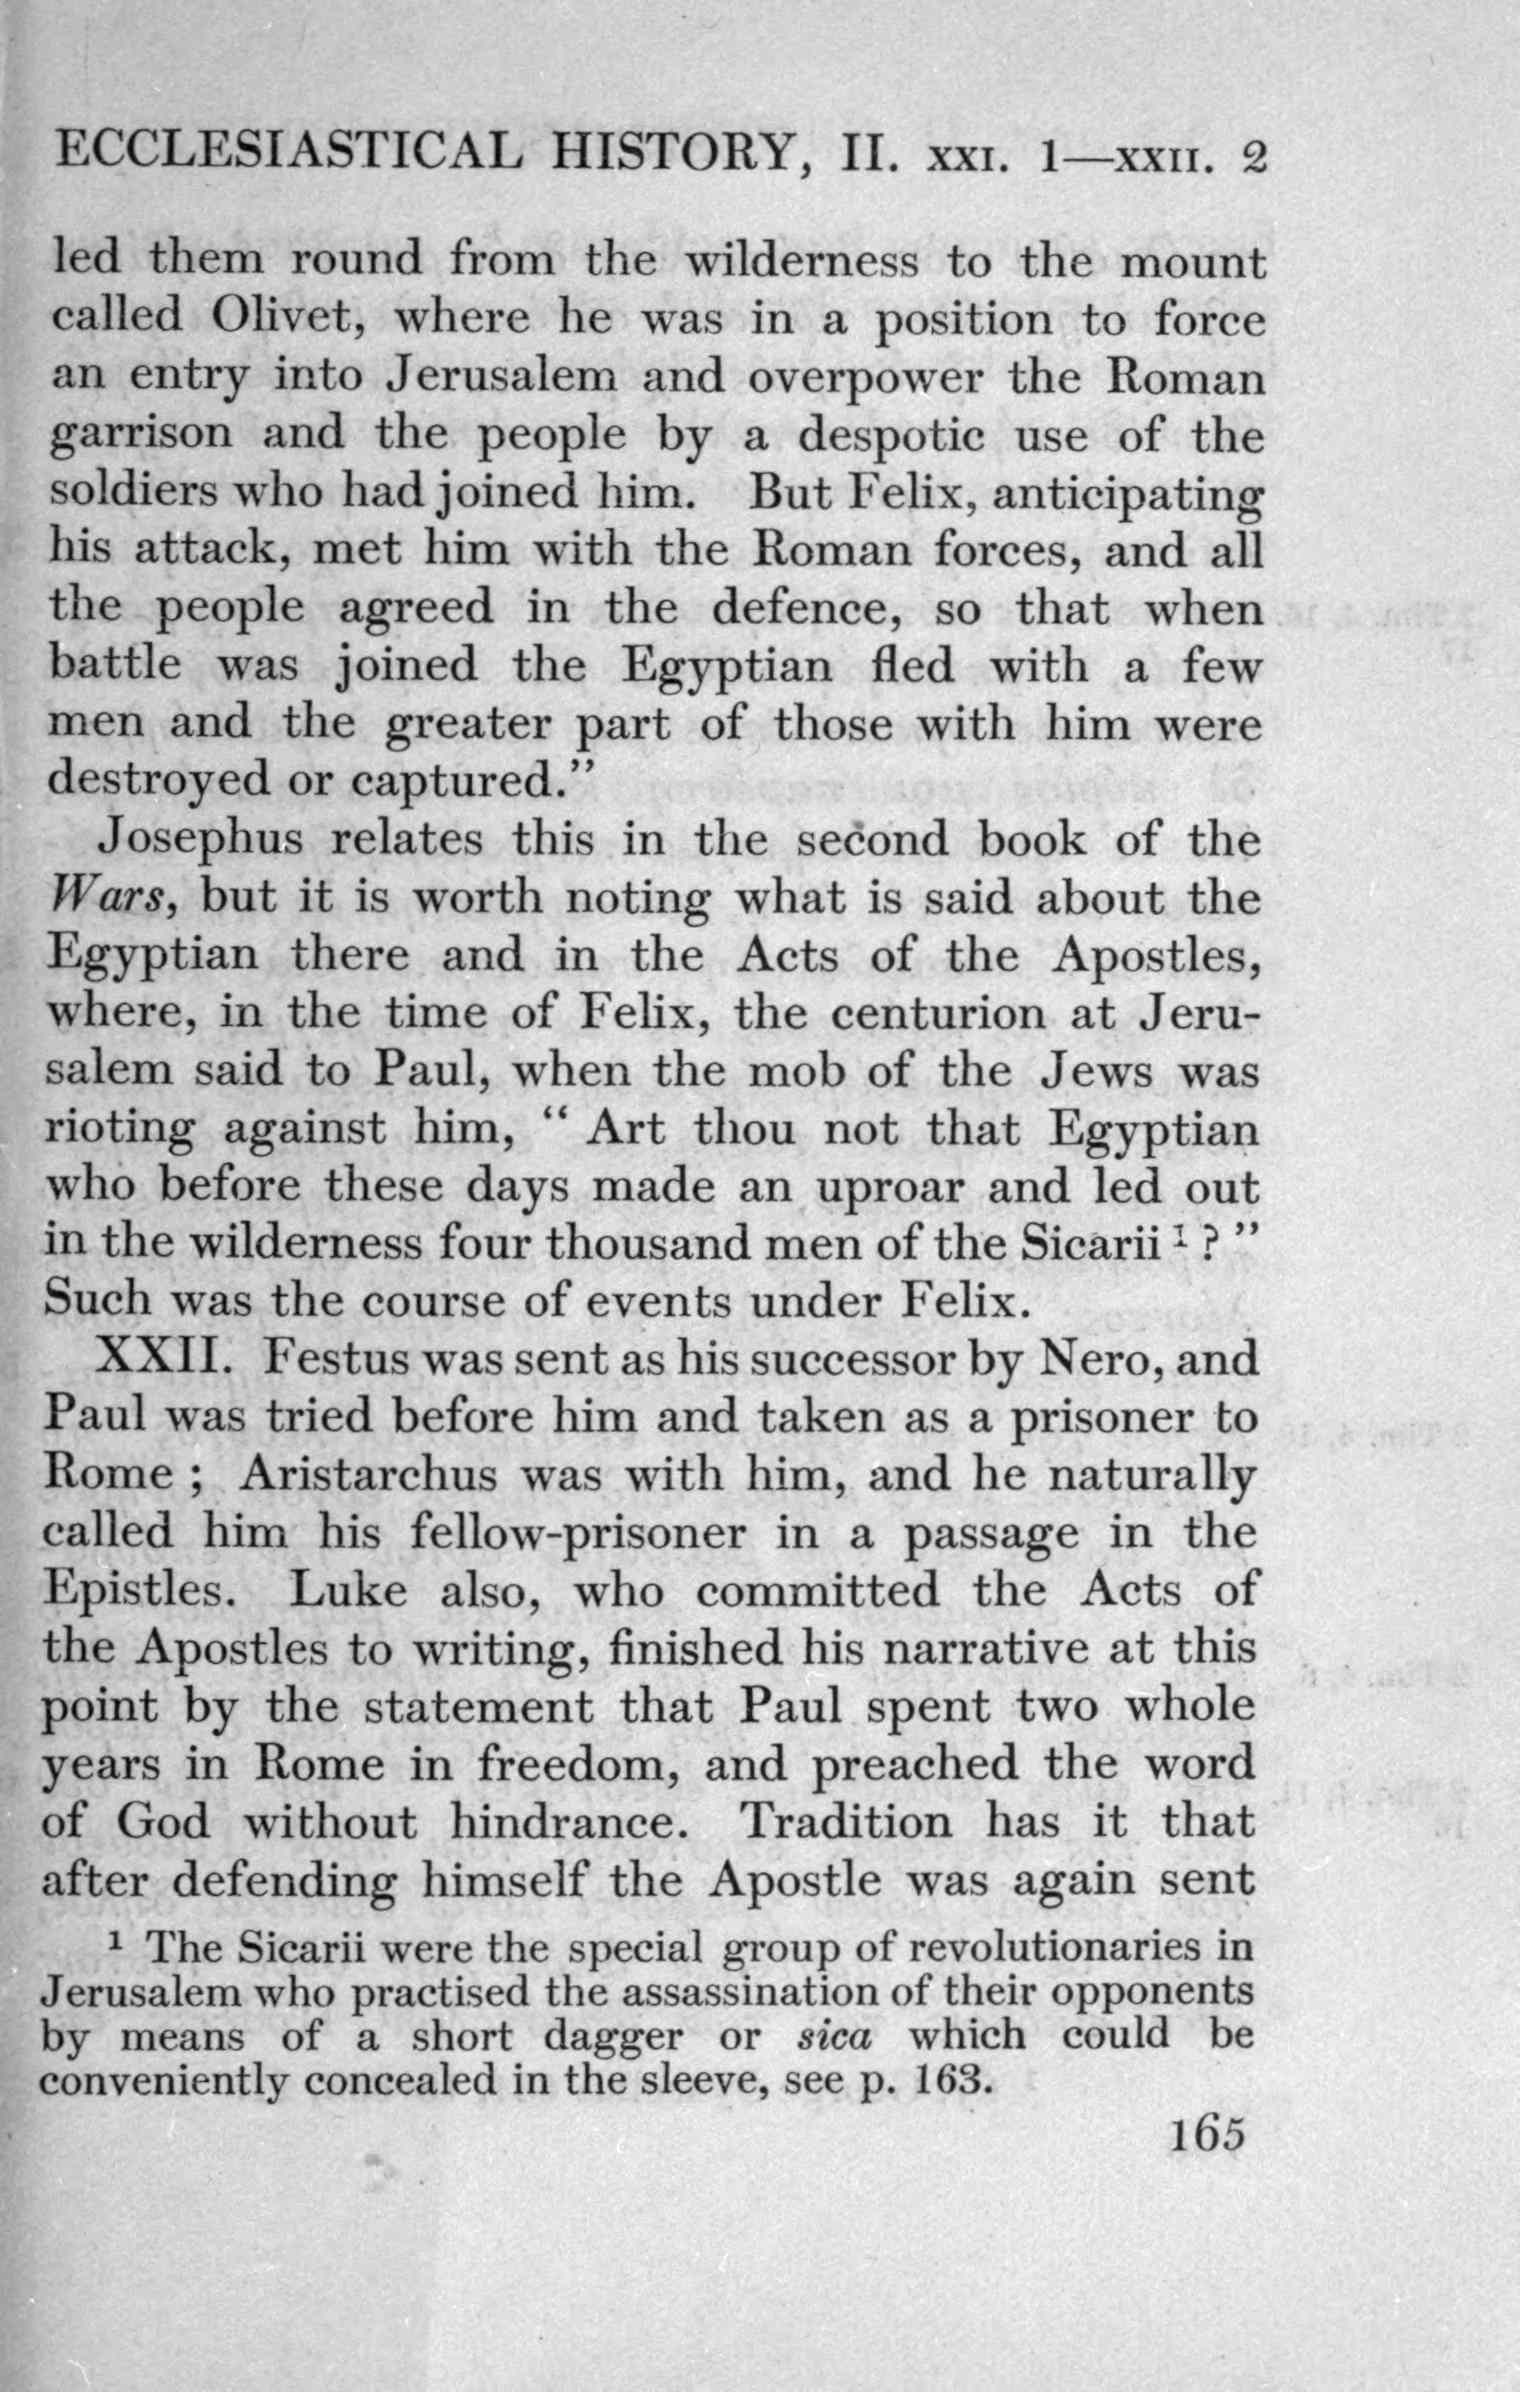 ECCLESIASTICAL HISTORY, II. XXI. 1—XXII. 2
led them round from the wilderness to the mount
called Olivet, where he was in a position to force
an entry into Jerusalem and overpower the Roman
garrison and the people by a despotic use of the
soldiers who had joined him. But Felix, anticipating
his attack, met him with the Roman forces, and all
the people agreed in the defence, so that when
battle was joined the Egyptian fled with a few
men and the greater part of those with him were
destroyed or captured.”
Josephus relates this in the second book of the
Wars, but it is worth noting what is said about the
Egyptian there and in the Acts of the Apostles,
where, in the time of Felix, the centurion at Jeru-
salem said to Paul, when the mob of the Jews was
rioting against him, “ Art thou not that Egyptian
who before these days made an uproar and led out
in the wilderness four thousand men of the Sicarii ¹ ? ”
Such was the course of events under Felix.
XXII. Festus was sent as his successor by Nero, and
Paul was tried before him and taken as a prisoner to
Rome ; Aristarchus was with him, and he naturally
called him his fellow-prisoner in a passage in the
Epistles. Luke also, who committed the Acts of
the Apostles to writing, finished his narrative at this
point by the statement that Paul spent two whole
years in Rome in freedom, and preached the word
of God without hindrance. Tradition has it that
after defending himself the Apostle was again sent
¹ The Sicarii were the special group of revolutionaries in
Jerusalem who practised the assassination of their opponents
by means of a short dagger or sica which could be
conveniently concealed in the sleeve, see p. 163.
165